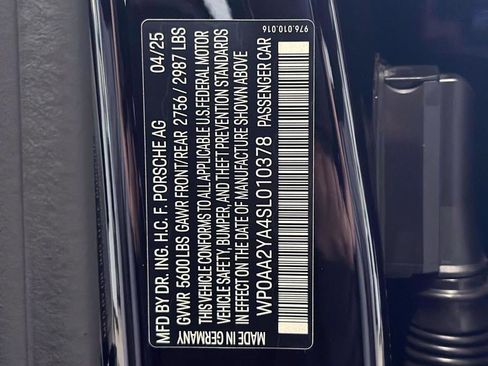 MFD BY DR. ING. H.C. F. PORSCHE AG 04/25
GVWR 5600LBS GAWR FRONT/REAR 2756 / 2987 LBS
THIS VEHICLE CONFORMS TO ALL APPLICABLE U.S.FEDERAL MOTOR
VEHICLE SAFETY, BUMPER, AND THEFT PREVENTION STANDARDS
IN EFFECT ON THE DATE OF MANUFACTURE SHOWN ABOVE
WP0AA2YA4SL010378 PASSENGER CAR
MADE IN GERMANY 976.010.016